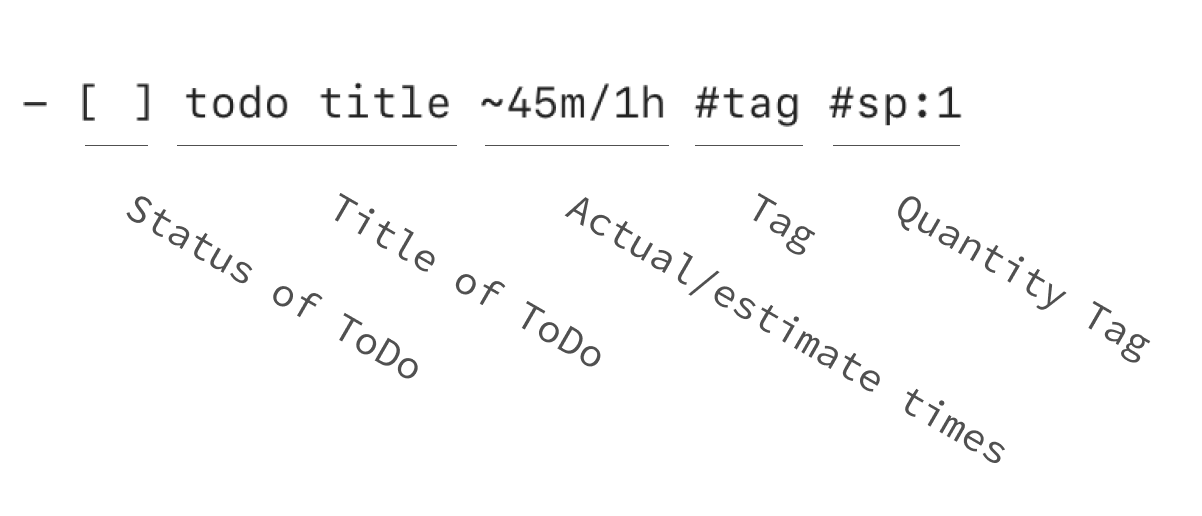 - [ ] todo title ~45m/1h #tag #sp:1
Status of ToDo
Title of ToDo
Actual/estimate times
Tag
Quantity Tag